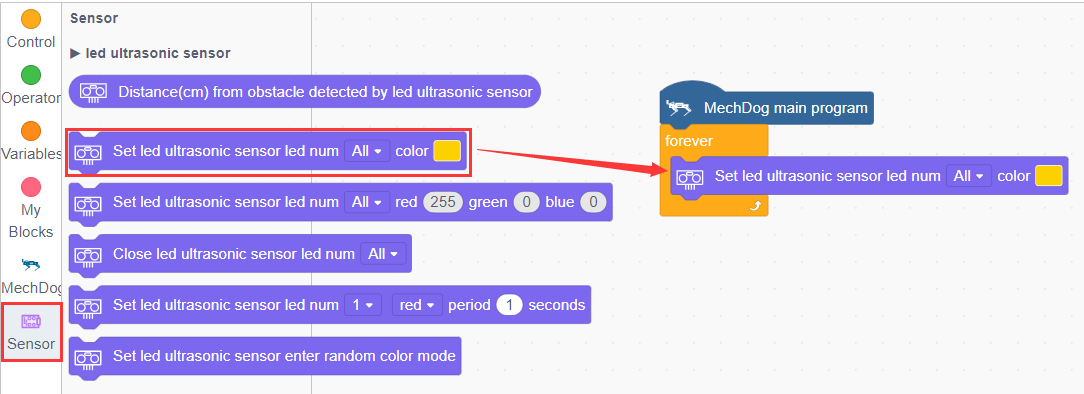 Control
Operator
Variables
My
Blocks
MechDog
Sensor
Sensor
▶ led ultrasonic sensor
Distance(cm) from obstacle detected by led ultrasonic sensor
Set led ultrasonic sensor led num All color
Set led ultrasonic sensor led num All red 255 green 0 blue 0
Close led ultrasonic sensor led num All
Set led ultrasonic sensor led num 1 red period 1 seconds
Set led ultrasonic sensor enter random color mode
MechDog main program
forever
Set led ultrasonic sensor led num All color